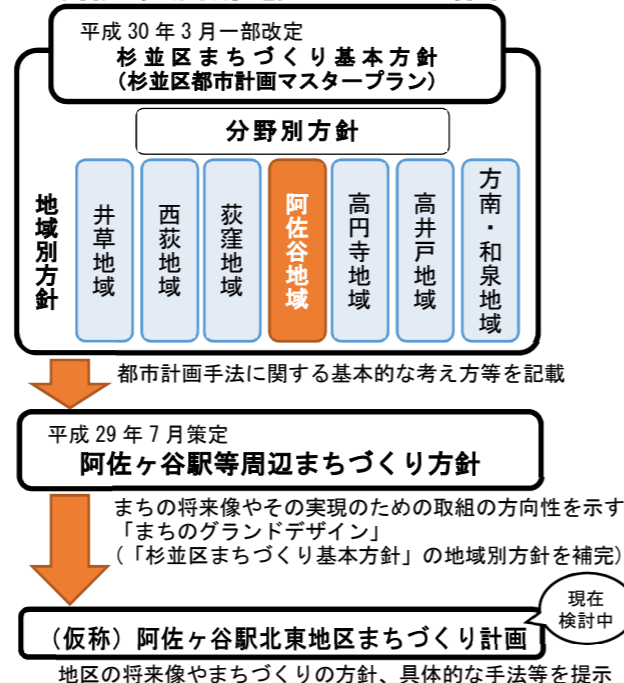 平成 30 年 3 月一部改定
杉並区まちづくり基本方針
(杉並区都市計画マスタープラン)
分野別方針
地域別方針
井草地域
西荻地域
荻窪地域
阿佐谷地域
高円寺地域
高井戸地域
方南・和泉地域
都市計画手法に関する基本的な考え方等を記載
平成 29 年 7 月策定
阿佐ヶ谷駅等周辺まちづくり方針
まちの将来像やその実現のための取組の方向性を示す
「まちのグランドデザイン」
(「杉並区まちづくり基本方針」の地域別方針を補完)
現在
検討中
(仮称)阿佐ヶ谷駅北東地区まちづくり計画
地区の将来像やまちづくりの方針、具体的な手法等を提示